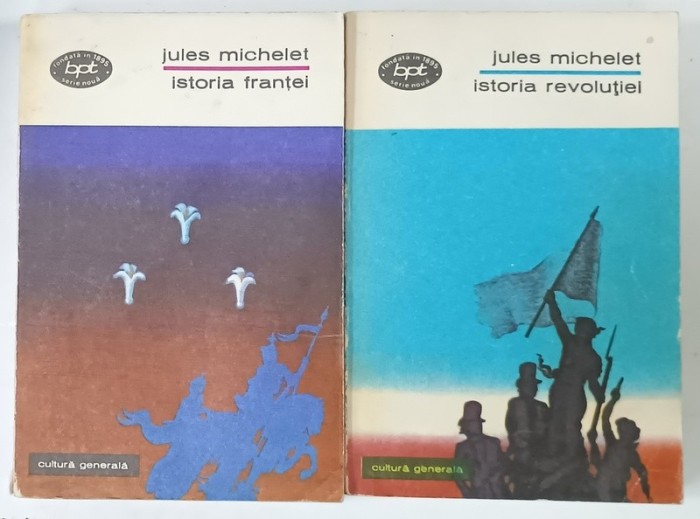 fondată în 1895
bpt
serie nouă
jules michelet
istoria franței
cultură generală
fondată în 1895
bpt
serie nouă
jules michelet
istoria revoluției
cultură generală